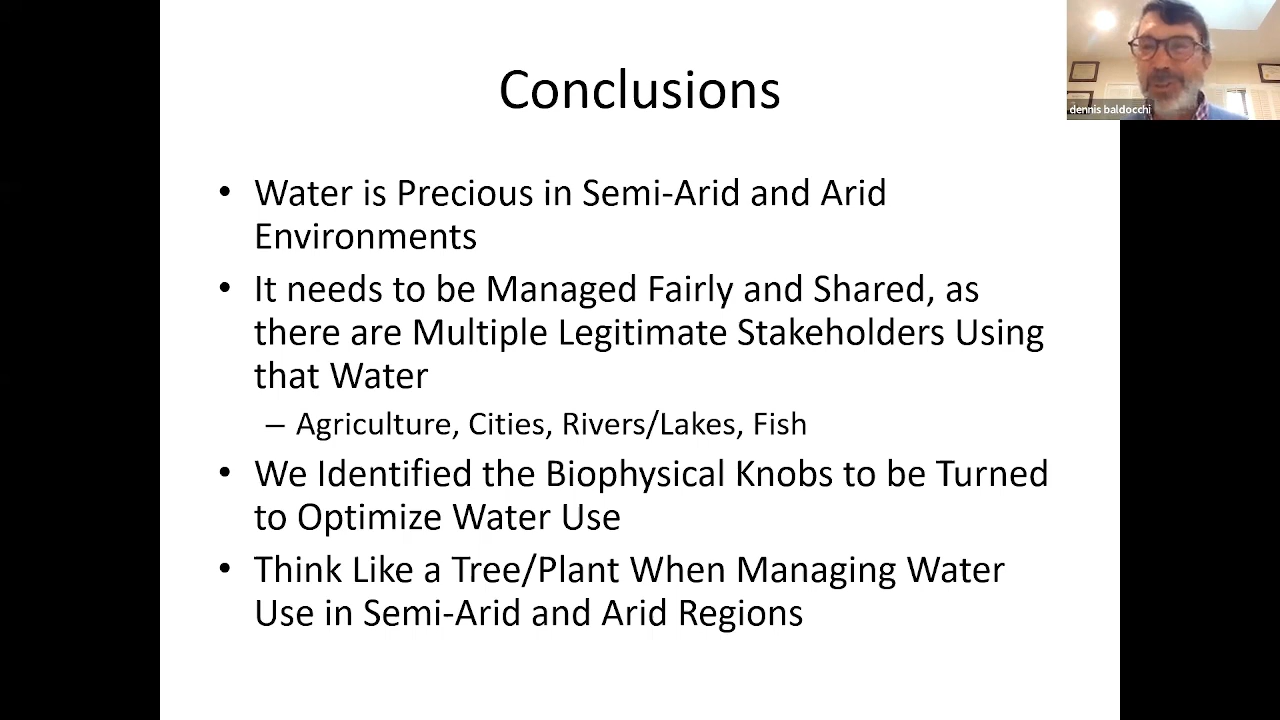 Conclusions
• Water is Precious in Semi-Arid and Arid
Environments
• It needs to be Managed Fairly and Shared, as
there are Multiple Legitimate Stakeholders Using
that Water
– Agriculture, Cities, Rivers/Lakes, Fish
• We Identified the Biophysical Knobs to be Turned
to Optimize Water Use
• Think Like a Tree/Plant When Managing Water
Use in Semi-Arid and Arid Regions
dennis baldocchi